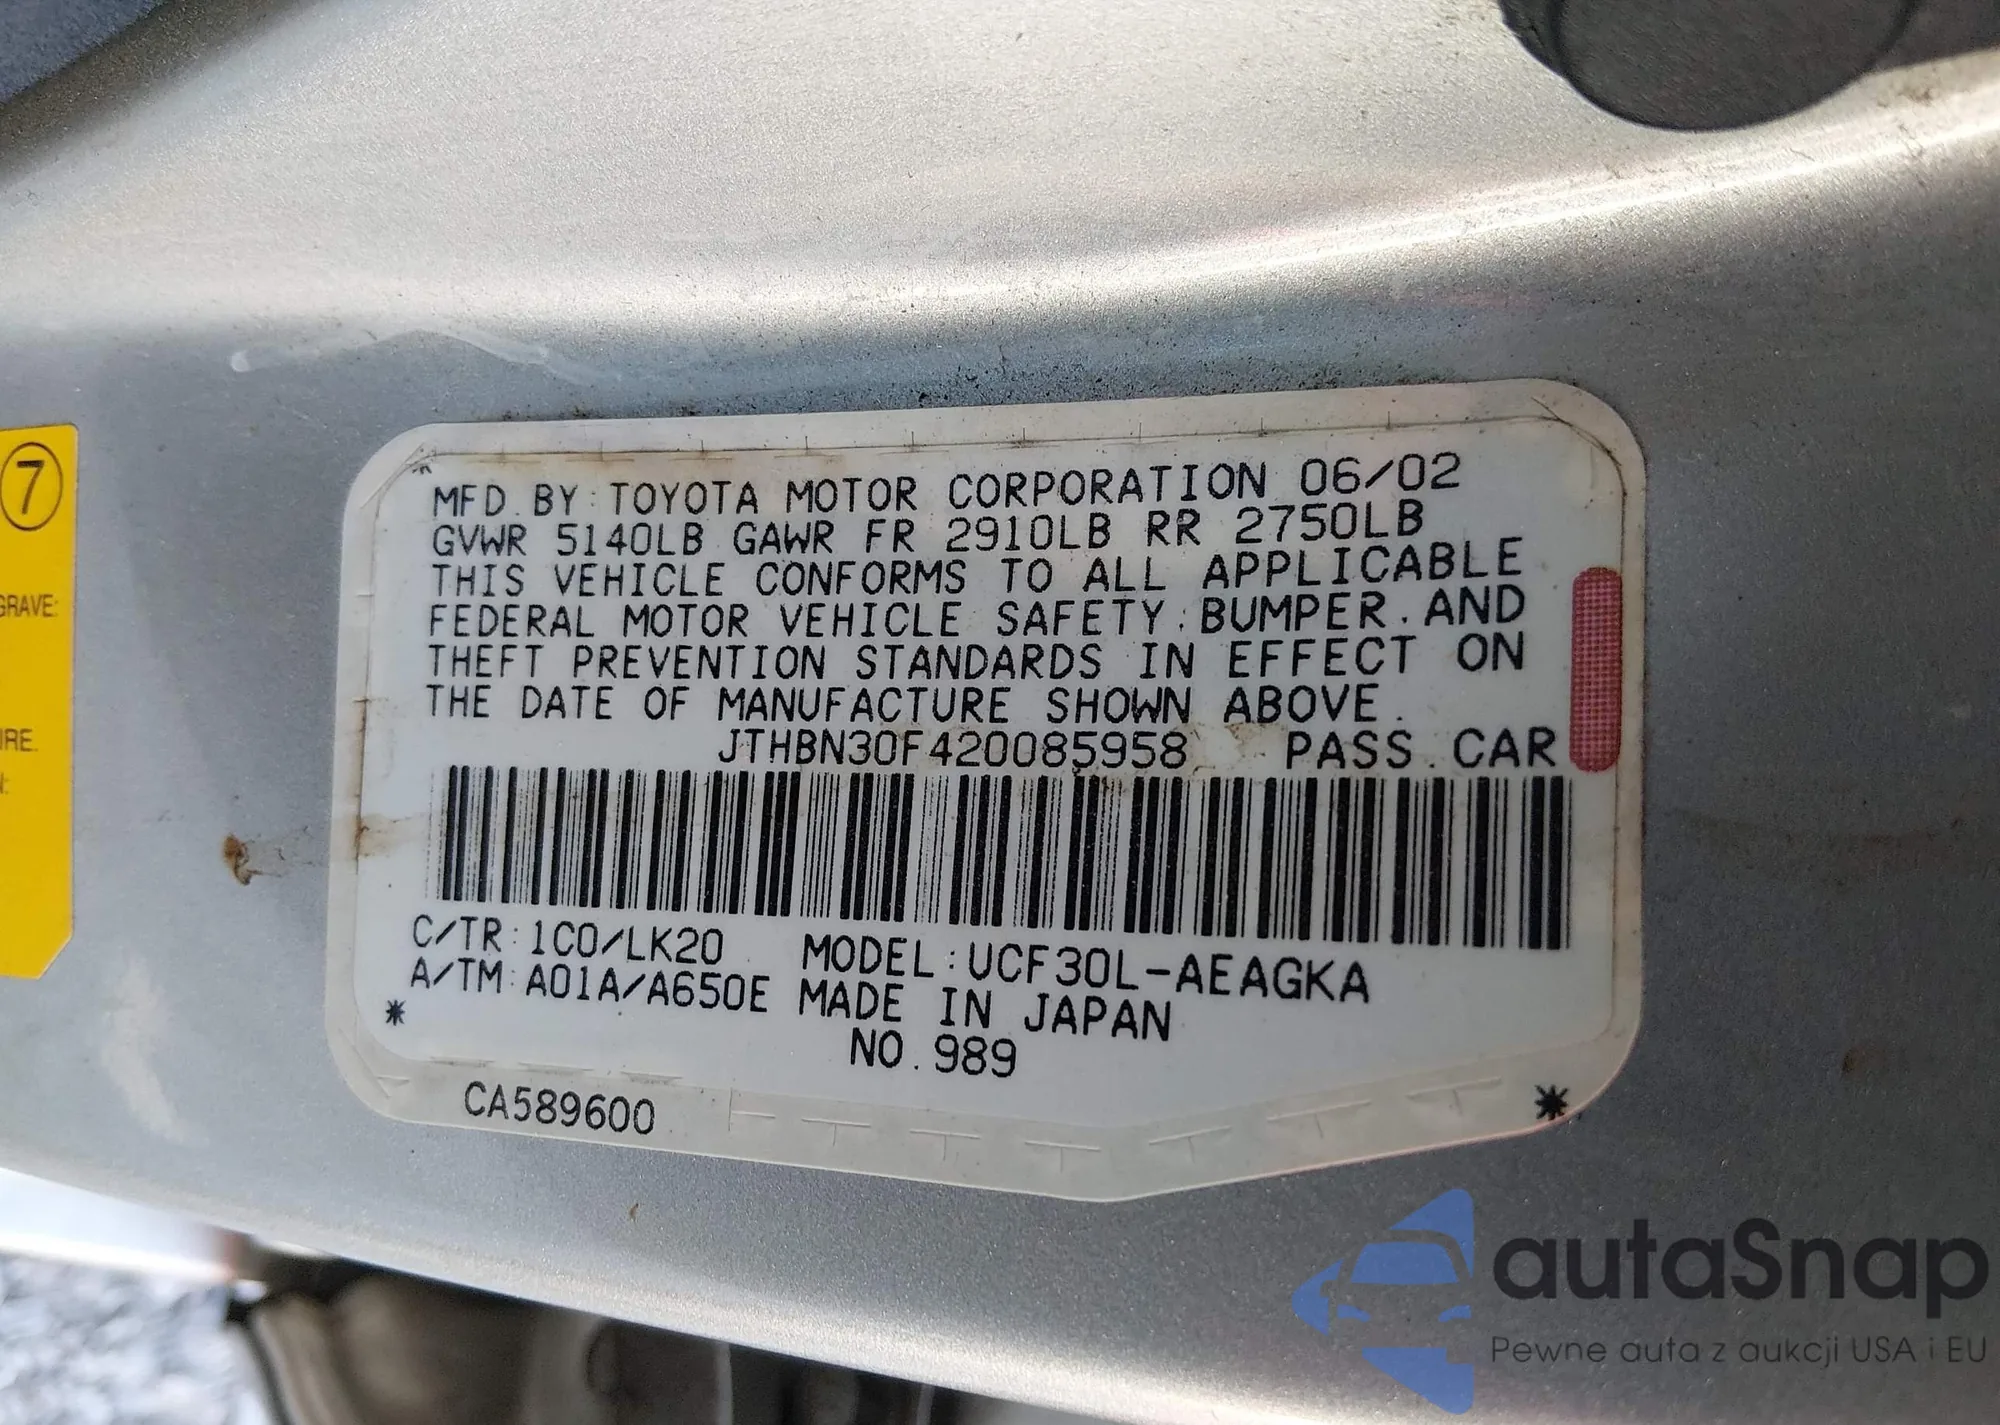 7
GRAVE:
IRE.
N:
MFD. BY: TOYOTA MOTOR CORPORATION 06/02
GVWR 5140LB GAWR FR 2910LB RR 2750LB
THIS VEHICLE CONFORMS TO ALL APPLICABLE
FEDERAL MOTOR VEHICLE SAFETY. BUMPER. AND
THEFT PREVENTION STANDARDS IN EFFECT ON
THE DATE OF MANUFACTURE SHOWN ABOVE.
JTHBN30F420085958 PASS. CAR
C/TR: 1C0/LK20 MODEL: UCF30L-AEAGKA
A/TM: A01A/A650E MADE IN JAPAN
* NO. 989
CA589600 *
autaSnap
Pewne auta z aukcji USA i EU